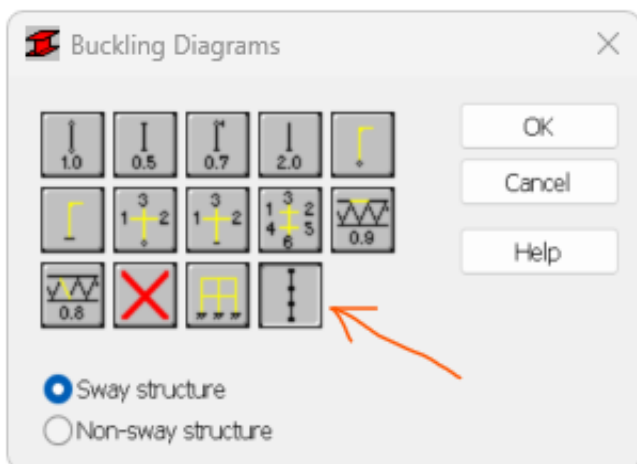 Buckling Diagrams
OK
1.0 0.5 0.7 2.0
Cancel
3 3 3
1 2 1 2 1 2
4 5
6
0.9
Help
0.8
Sway structure
Non-sway structure